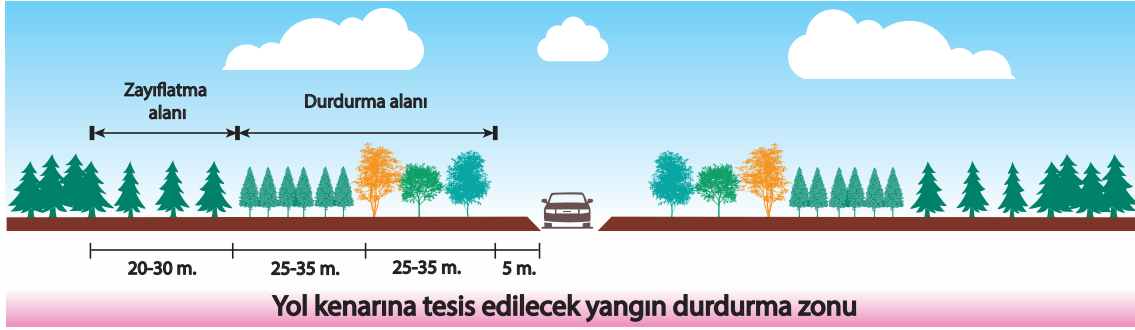 Zayıflatma
alanı
Durdurma alanı
20-30 m.
25-35 m.
25-35 m.
5 m.
Yol kenarına tesis edilecek yangın durdurma zonu